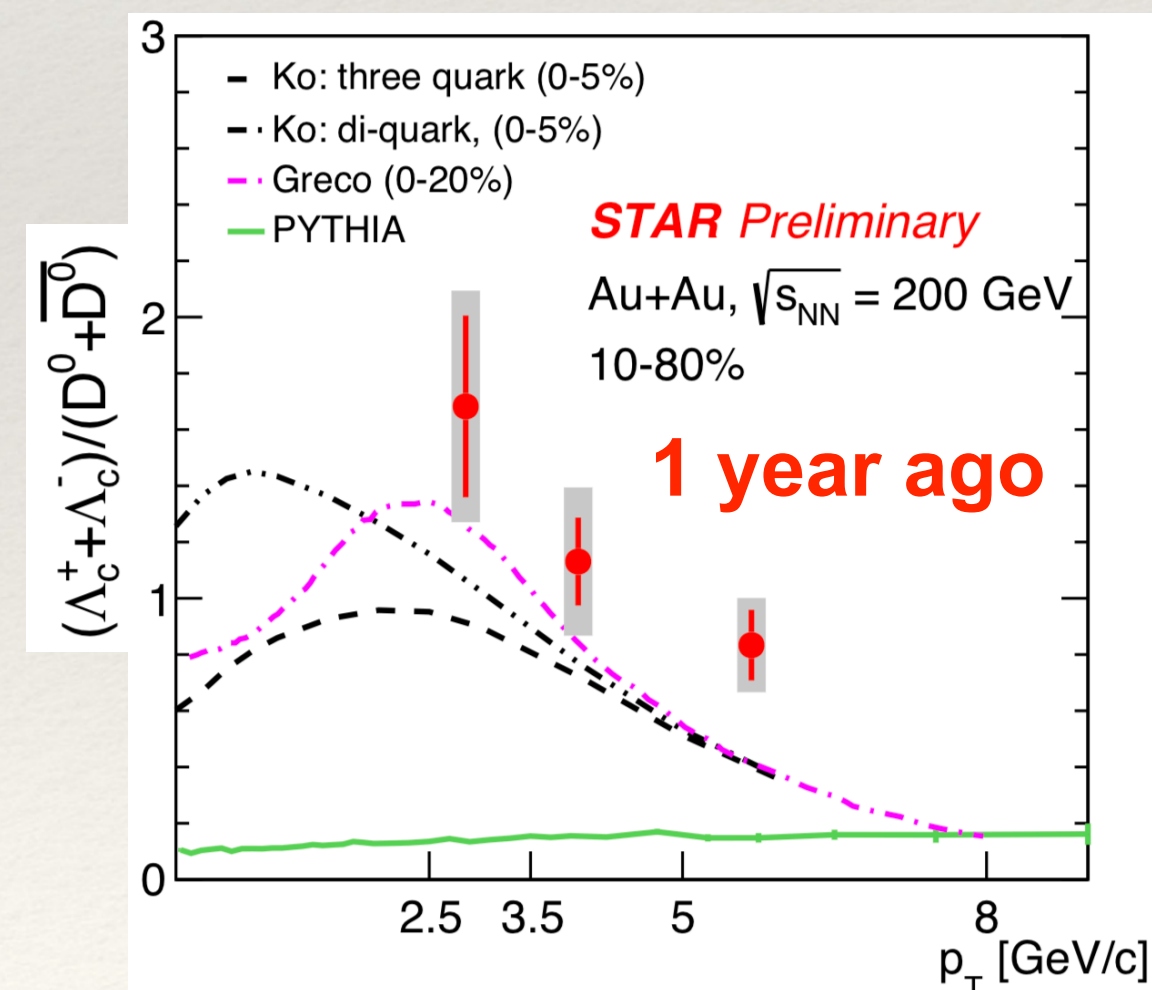 3
Ko: three quark (0-5%)
Ko: di-quark, (0-5%)
Greco (0-20%)
PYTHIA
STAR Preliminary
Au+Au, √sNN = 200 GeV
10-80%
1 year ago
(Λc⁺+Λc⁻)/(D⁰+D̅⁰)
2
1
0
2.5 3.5 5 8
pT [GeV/c]